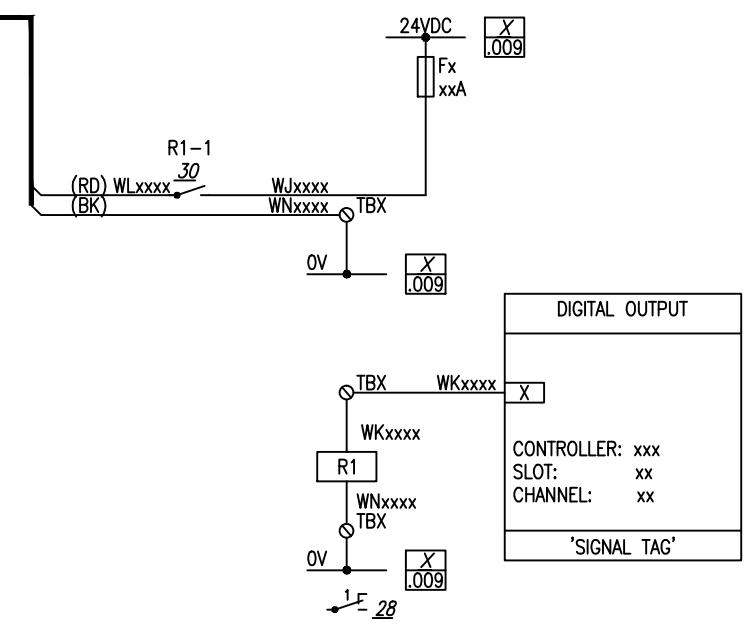 24VDC
X
.009
Fx
xxA
R1-1
30
(RD) WLxxxx
WJxxxx
(BK)
WNxxxx
TBX
0V
X
.009
DIGITAL OUTPUT
TBX
WKxxxx
X
WKxxxx
CONTROLLER: xxx
R1
SLOT: xx
CHANNEL: xx
WNxxxx
TBX
'SIGNAL TAG'
0V
X
.009
1
28